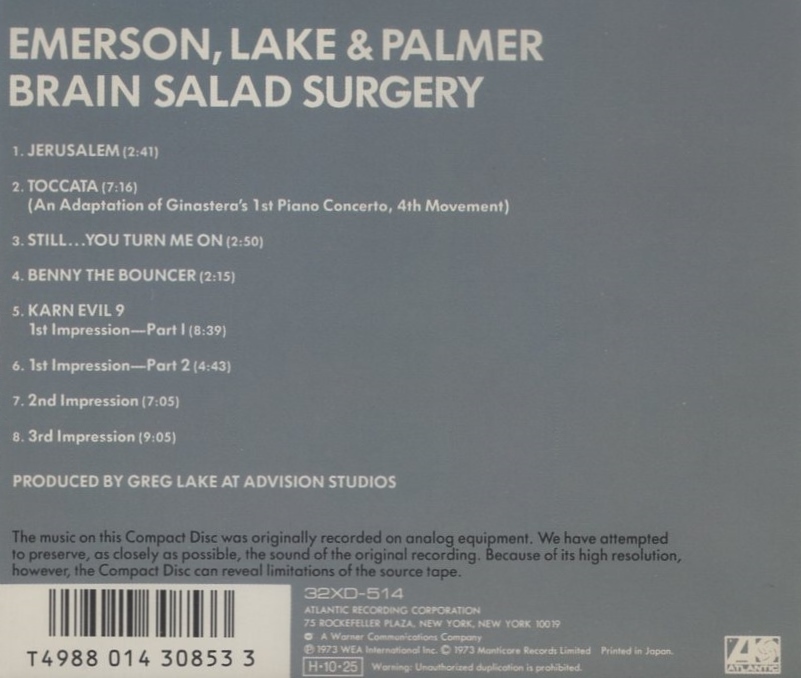 EMERSON, LAKE & PALMER
BRAIN SALAD SURGERY
1. JERUSALEM (2:41)
2. TOCCATA (7:16)
(An Adaptation of Ginastera's 1st Piano Concerto, 4th Movement)
3. STILL...YOU TURN ME ON (2:50)
4. BENNY THE BOUNCER (2:15)
5. KARN EVIL 9
1st Impression—Part I (8:39)
6. 1st Impression—Part 2 (4:43)
7. 2nd Impression (7:05)
8. 3rd Impression (9:05)
PRODUCED BY GREG LAKE AT ADVISION STUDIOS
The music on this Compact Disc was originally recorded on analog equipment. We have attempted
to preserve, as closely as possible, the sound of the original recording. Because of its high resolution,
however, the Compact Disc can reveal limitations of the source tape.
32XD-514
ATLANTIC RECORDING CORPORATION
75 ROCKEFELLER PLAZA, NEW YORK, NEW YORK 10019
A Warner Communications Company
℗ 1973 WEA International Inc. © 1973 Manticore Records Limited Printed in Japan.
H·10·25 Warning: Unauthorized duplication is prohibited.
T4988 014 30853 3
ATLANTIC